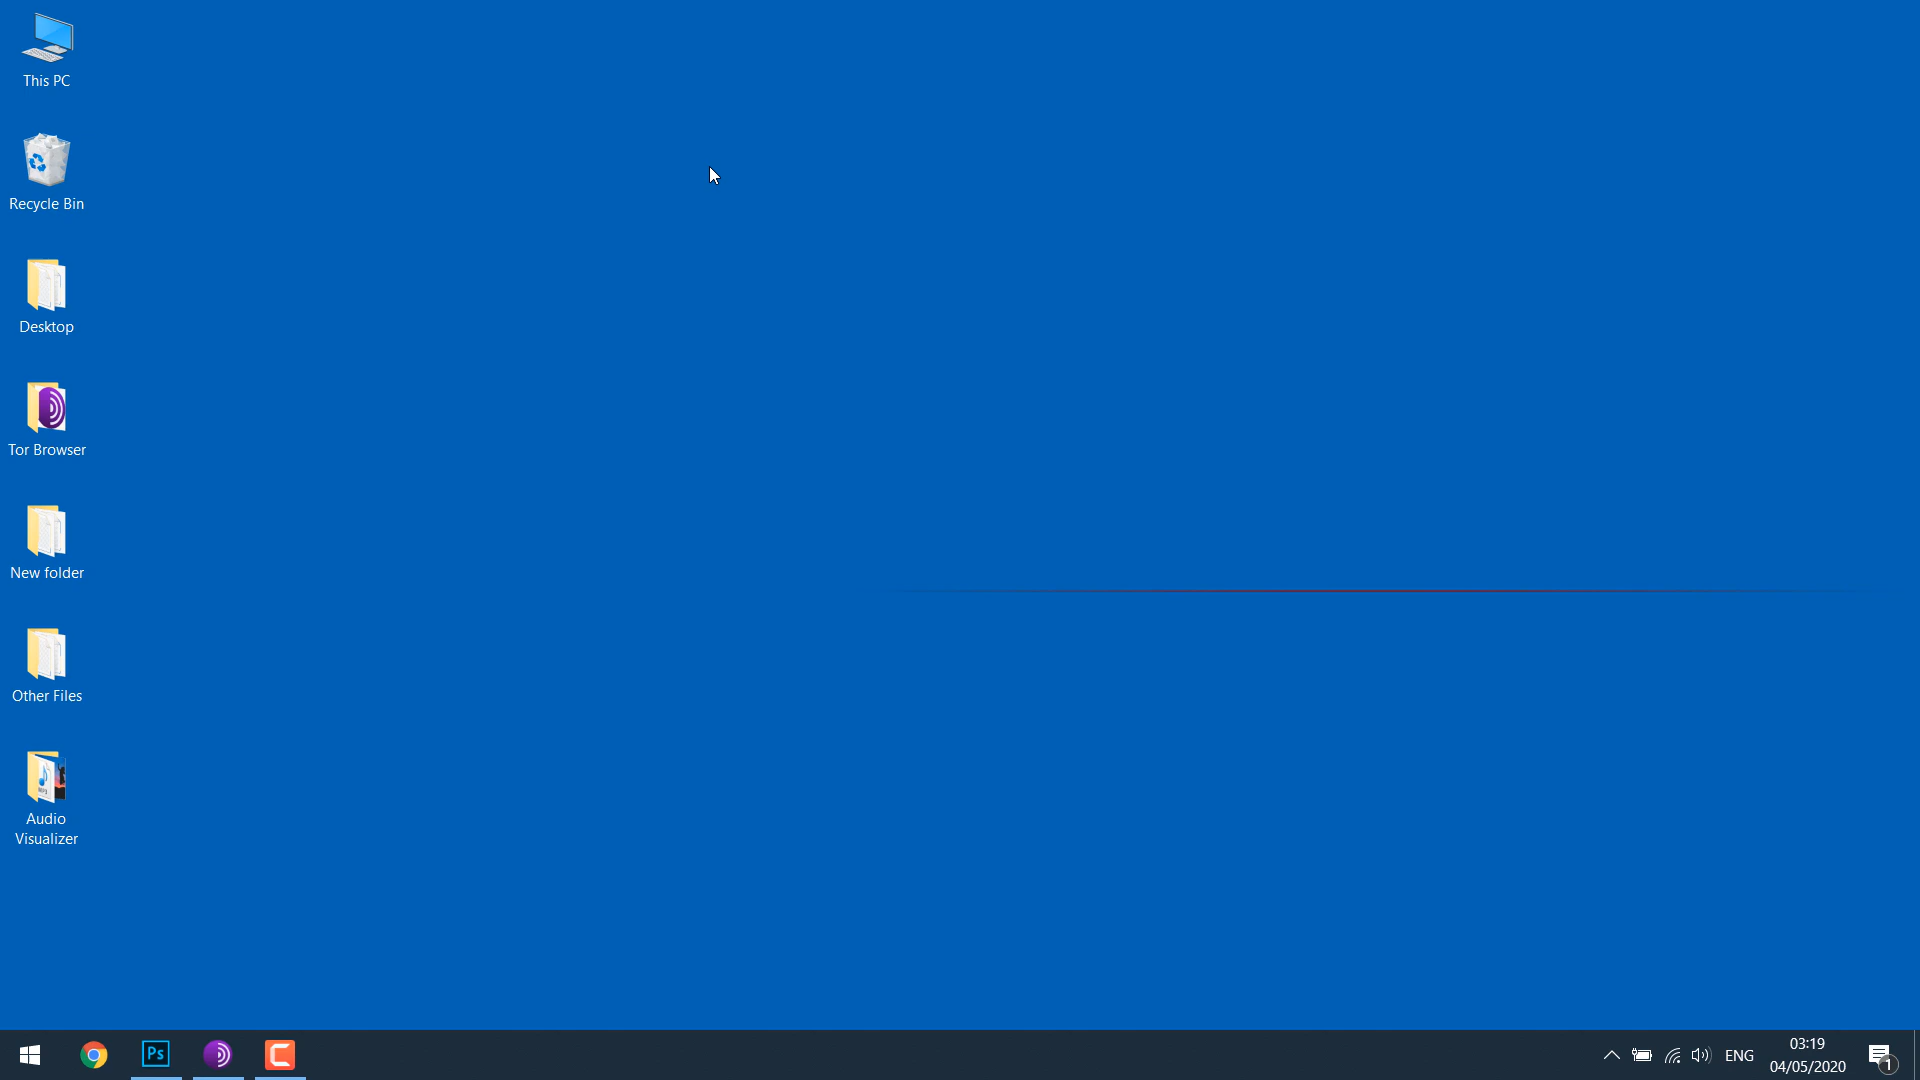 This PC
Recycle Bin
Desktop
Tor Browser
New folder
Other Files
Audio
Visualizer
Ps
ENG
03:19
04/05/2020
1